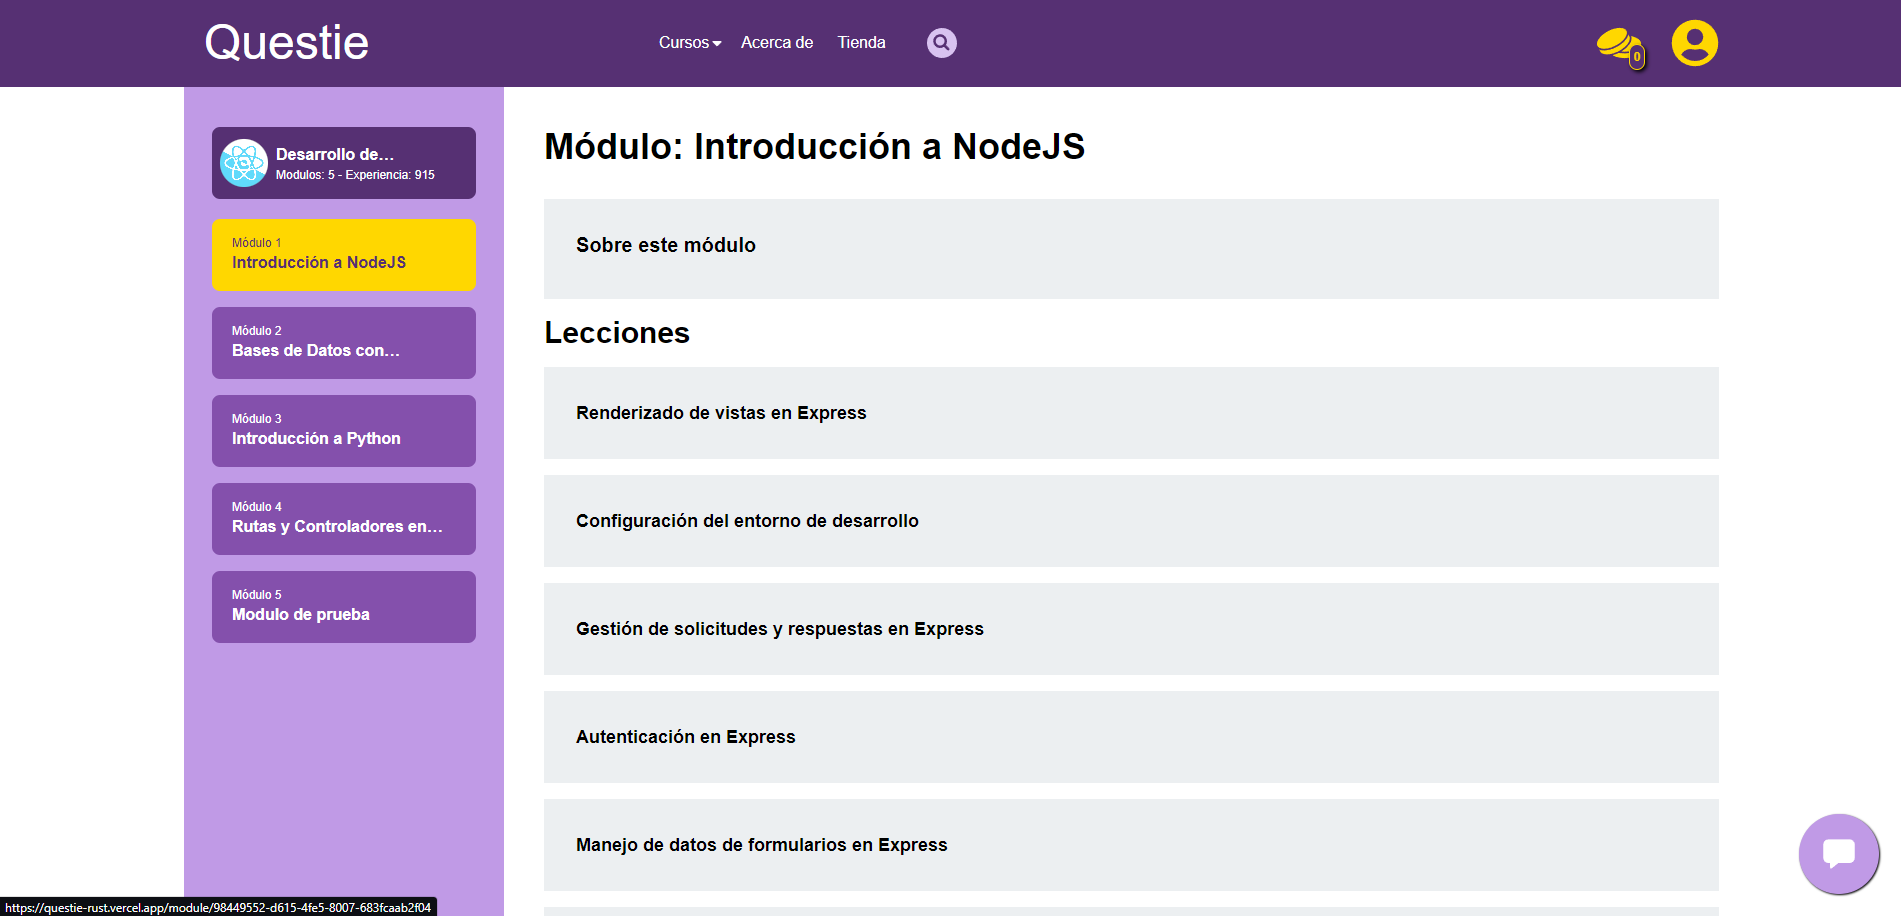 Questie
Cursos
Acerca de
Tienda
0
Desarrollo de...
Modulos: 5 - Experiencia: 915
Módulo 1
Introducción a NodeJS
Módulo 2
Bases de Datos con...
Módulo 3
Introducción a Python
Módulo 4
Rutas y Controladores en...
Módulo 5
Modulo de prueba
Módulo: Introducción a NodeJS
Sobre este módulo
Lecciones
Renderizado de vistas en Express
Configuración del entorno de desarrollo
Gestión de solicitudes y respuestas en Express
Autenticación en Express
Manejo de datos de formularios en Express
https://questie-rust.vercel.app/module/98449552-d615-4fe5-8007-683fcaab2f04